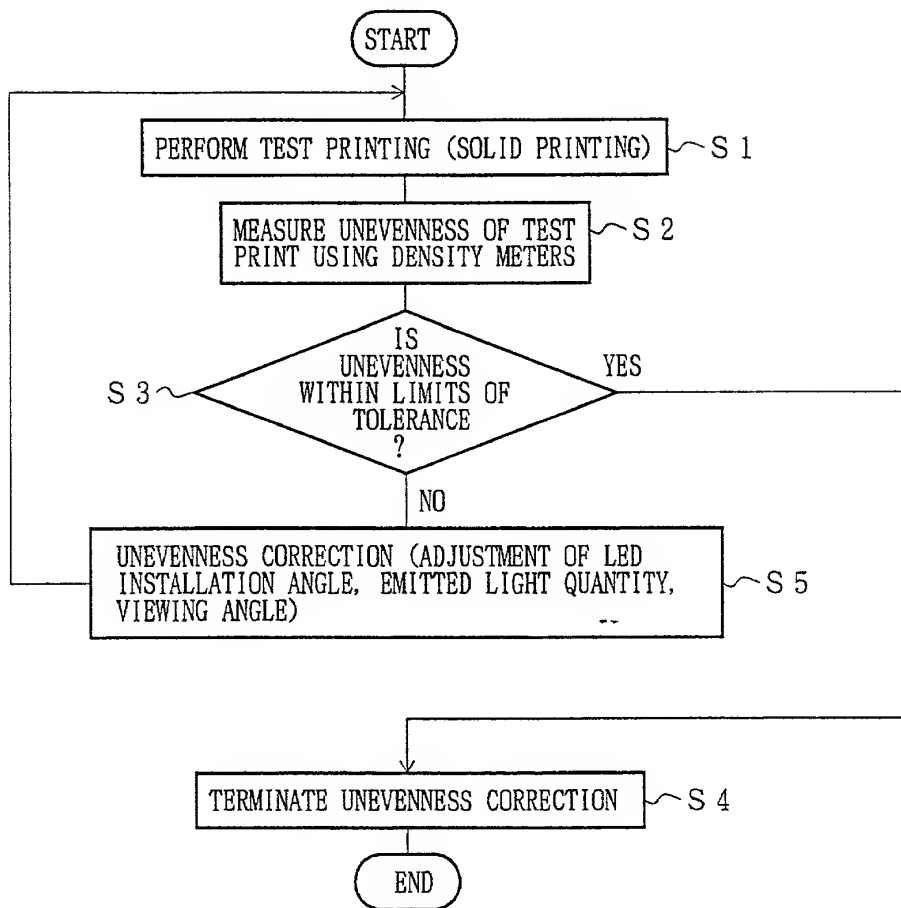 START
PERFORM TEST PRINTING (SOLID PRINTING)
S 1
MEASURE UNEVENNESS OF TEST
PRINT USING DENSITY METERS
S 2
IS
UNEVENNESS
WITHIN LIMITS OF
TOLERANCE
?
S 3
YES
NO
UNEVENNESS CORRECTION (ADJUSTMENT OF LED
INSTALLATION ANGLE, EMITTED LIGHT QUANTITY,
VIEWING ANGLE)
S 5
TERMINATE UNEVENNESS CORRECTION
S 4
END